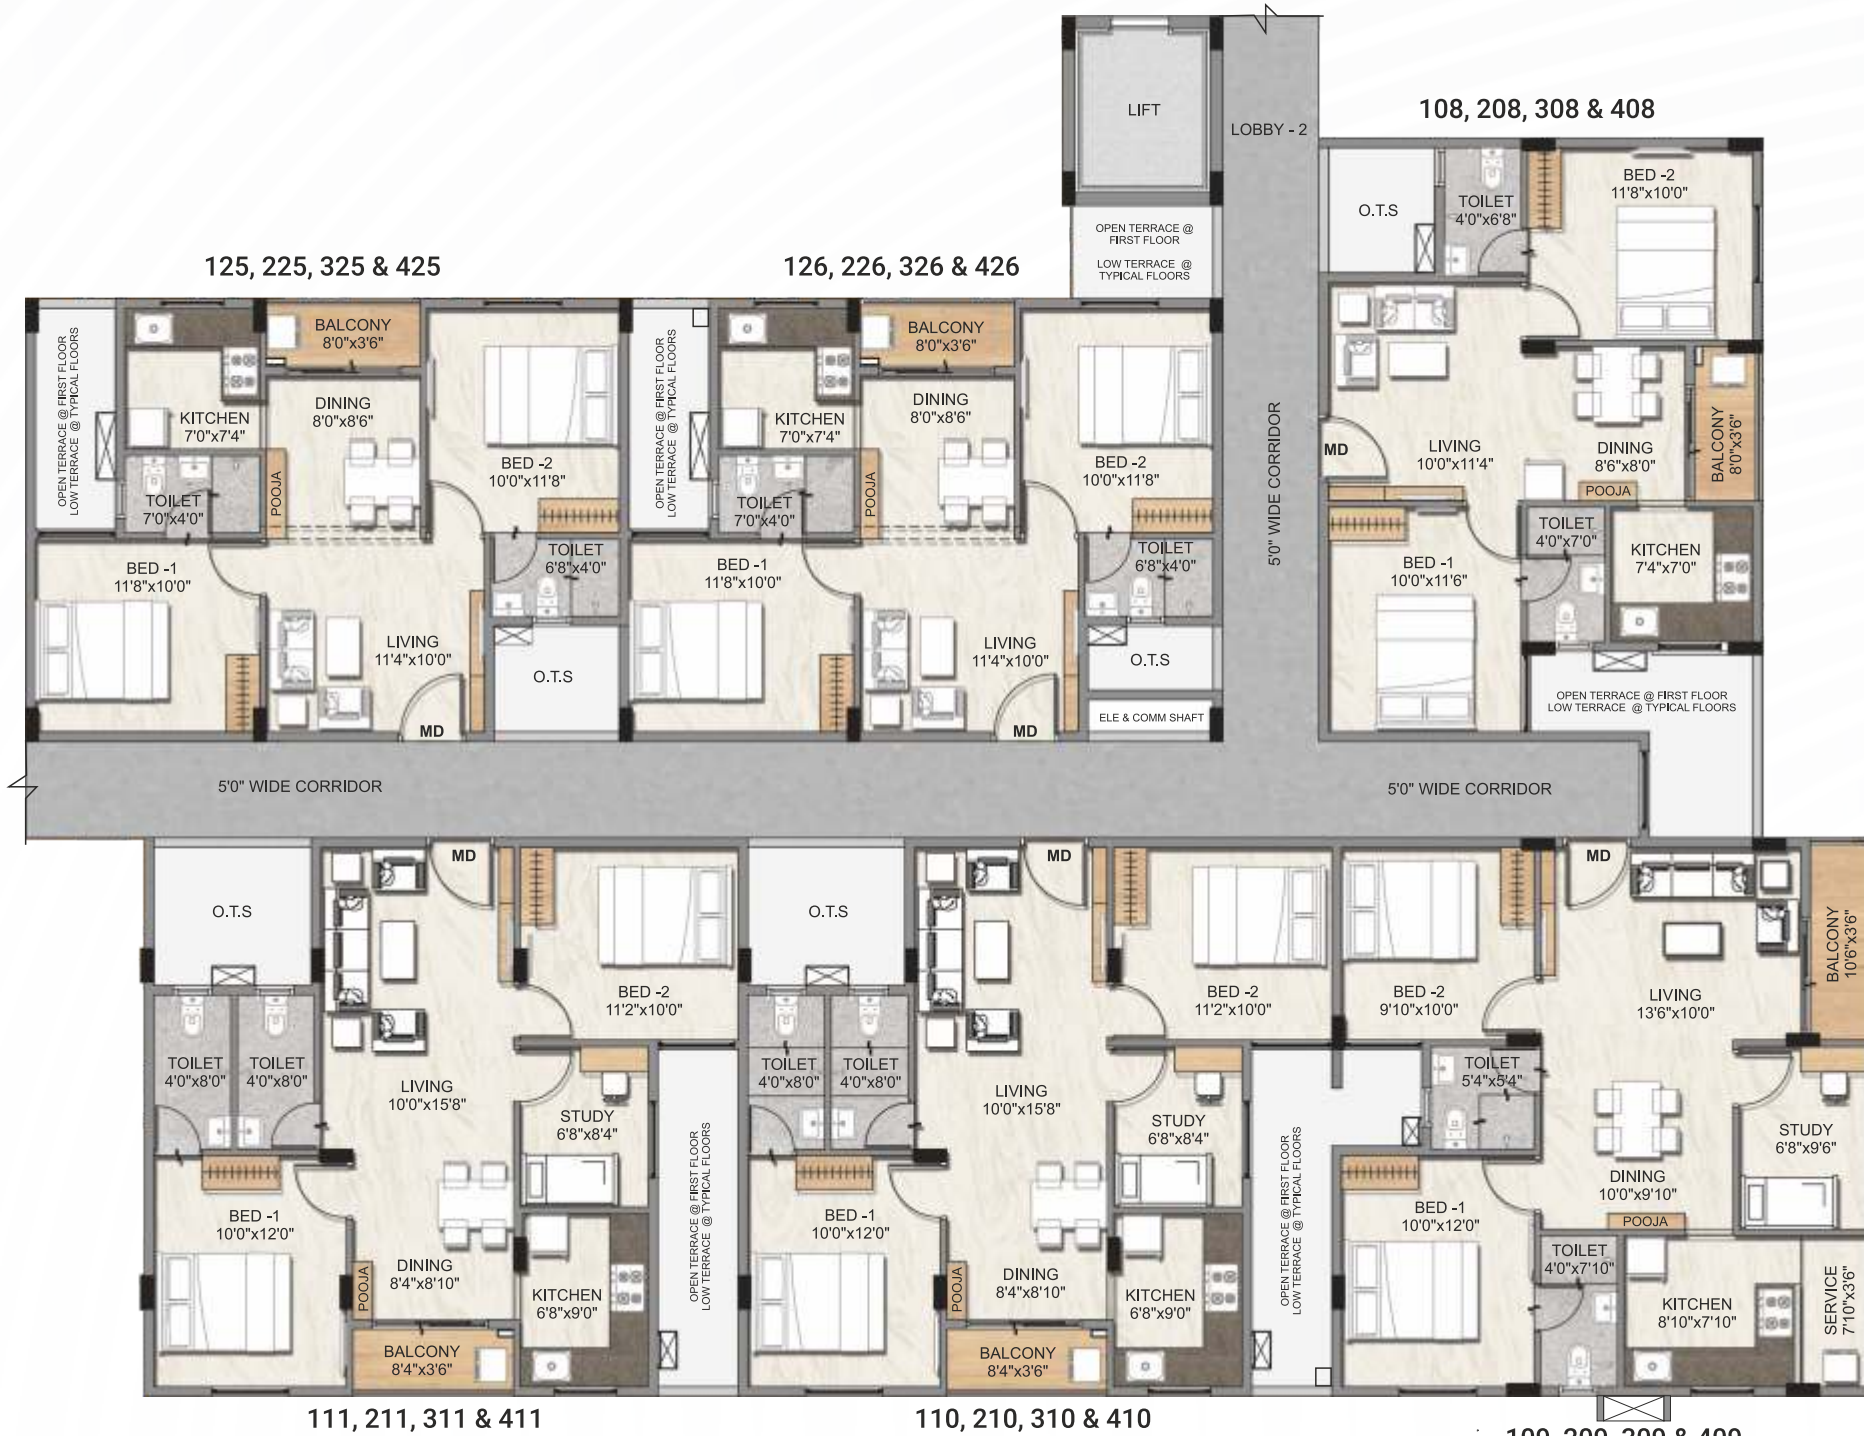 LIFT
LOBBY - 2
108, 208, 308 & 408
O.T.S
TOILET
4'0"x6'8"
BED -2
11'8"x10'0"
OPEN TERRACE @
FIRST FLOOR
LOW TERRACE @
TYPICAL FLOORS
LIVING
10'0"x11'4"
DINING
8'6"x8'0"
BALCONY
8'0"x3'6"
MD
POOJA
BED -1
10'0"x11'6"
TOILET
4'0"x7'0"
KITCHEN
7'4"x7'0"
OPEN TERRACE @ FIRST FLOOR
LOW TERRACE @ TYPICAL FLOORS
5'0" WIDE CORRIDOR
125, 225, 325 & 425
OPEN TERRACE @ FIRST FLOOR
LOW TERRACE @ TYPICAL FLOORS
BALCONY
8'0"x3'6"
KITCHEN
7'0"x7'4"
DINING
8'0"x8'6"
POOJA
TOILET
7'0"x4'0"
BED -2
10'0"x11'8"
BED -1
11'8"x10'0"
TOILET
6'8"x4'0"
LIVING
11'4"x10'0"
O.T.S
MD
126, 226, 326 & 426
OPEN TERRACE @ FIRST FLOOR
LOW TERRACE @ TYPICAL FLOORS
BALCONY
8'0"x3'6"
KITCHEN
7'0"x7'4"
DINING
8'0"x8'6"
POOJA
TOILET
7'0"x4'0"
BED -2
10'0"x11'8"
BED -1
11'8"x10'0"
TOILET
6'8"x4'0"
LIVING
11'4"x10'0"
O.T.S
ELE & COMM SHAFT
MD
5'0" WIDE CORRIDOR
5'0" WIDE CORRIDOR
O.T.S
MD
BED -2
11'2"x10'0"
TOILET
4'0"x8'0"
TOILET
4'0"x8'0"
LIVING
10'0"x15'8"
STUDY
6'8"x8'4"
OPEN TERRACE @ FIRST FLOOR
LOW TERRACE @ TYPICAL FLOORS
BED -1
10'0"x12'0"
POOJA
DINING
8'4"x8'10"
KITCHEN
6'8"x9'0"
BALCONY
8'4"x3'6"
111, 211, 311 & 411
O.T.S
MD
BED -2
11'2"x10'0"
TOILET
4'0"x8'0"
TOILET
4'0"x8'0"
LIVING
10'0"x15'8"
STUDY
6'8"x8'4"
OPEN TERRACE @ FIRST FLOOR
LOW TERRACE @ TYPICAL FLOORS
BED -1
10'0"x12'0"
POOJA
DINING
8'4"x8'10"
KITCHEN
6'8"x9'0"
BALCONY
8'4"x3'6"
110, 210, 310 & 410
MD
BALCONY
10'6"x3'6"
BED -2
9'10"x10'0"
LIVING
13'6"x10'0"
TOILET
5'4"x5'4"
STUDY
6'8"x9'6"
DINING
10'0"x9'10"
POOJA
BED -1
10'0"x12'0"
TOILET
4'0"x7'10"
KITCHEN
8'10"x7'10"
SERVICE
7'10"x3'6"
109, 209, 309 & 409